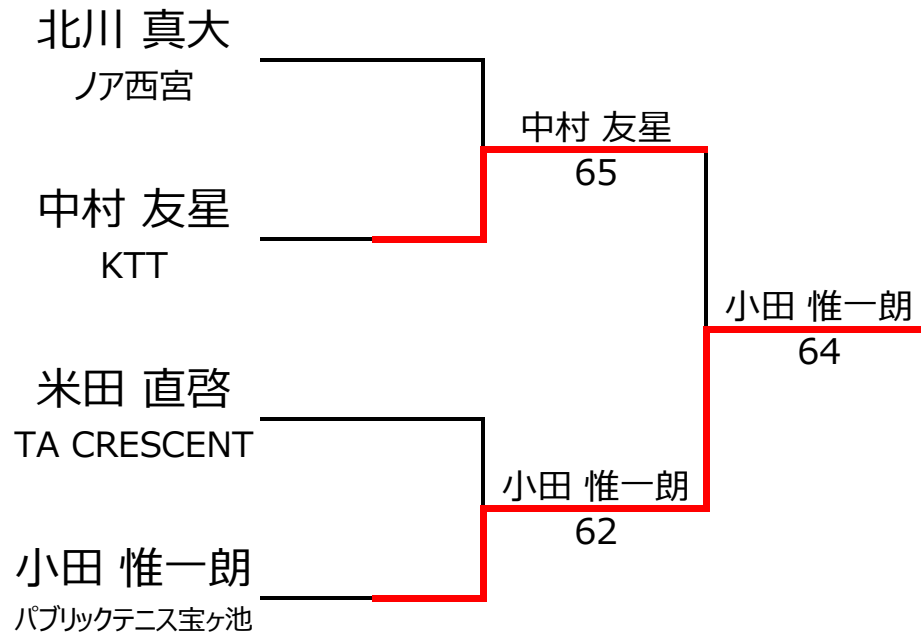 北川 真大
ノア西宮
中村 友星
65
中村 友星
KTT
小田 惟一朗
64
米田 直啓
TA CRESCENT
小田 惟一朗
62
小田 惟一朗
パブリックテニス宝ヶ池